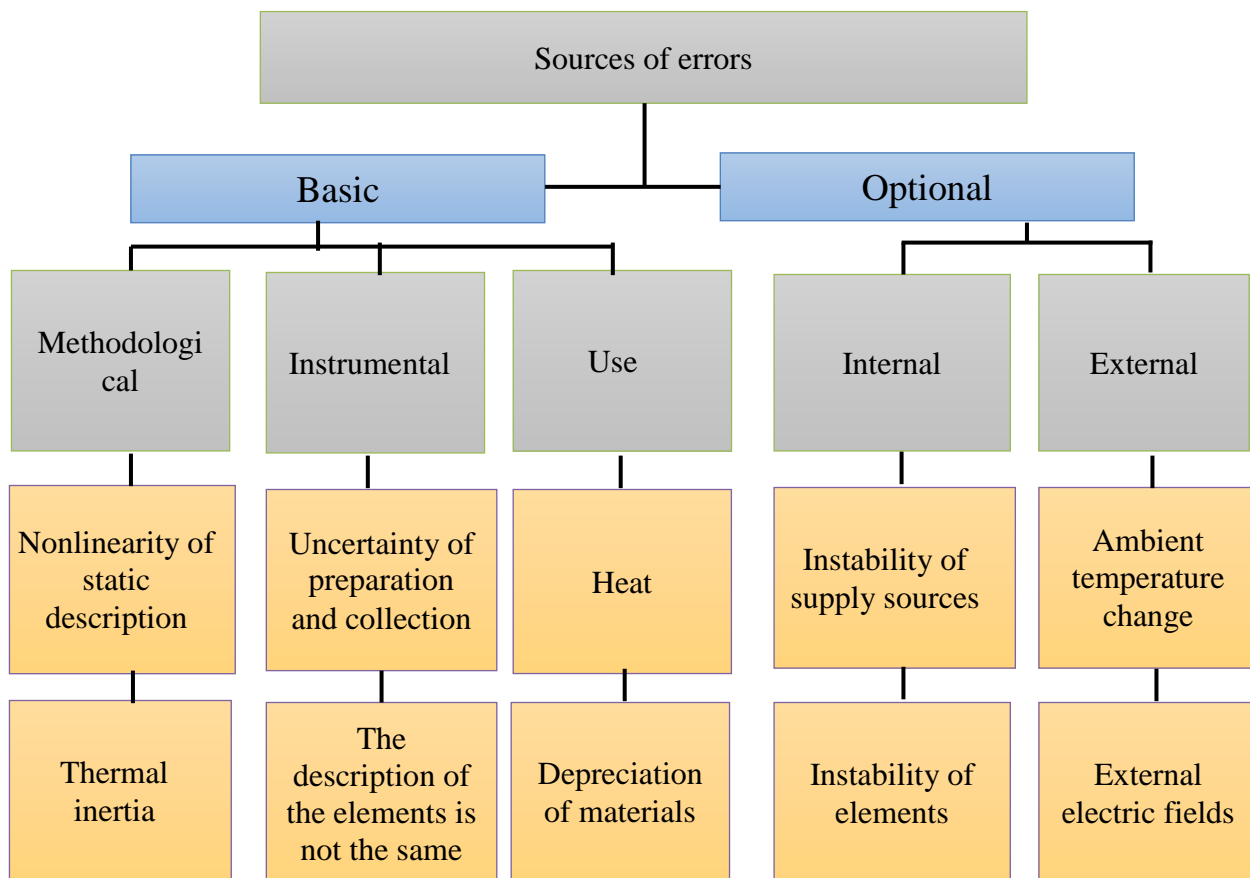 Sources of errors
Basic
Optional
Methodologi
cal
Instrumental
Use
Internal
External
Nonlinearity of
static
description
Uncertainty of
preparation
and collection
Heat
Instability of
supply sources
Ambient
temperature
change
Thermal
inertia
The
description of
the elements is
not the same
Depreciation
of materials
Instability of
elements
External
electric fields